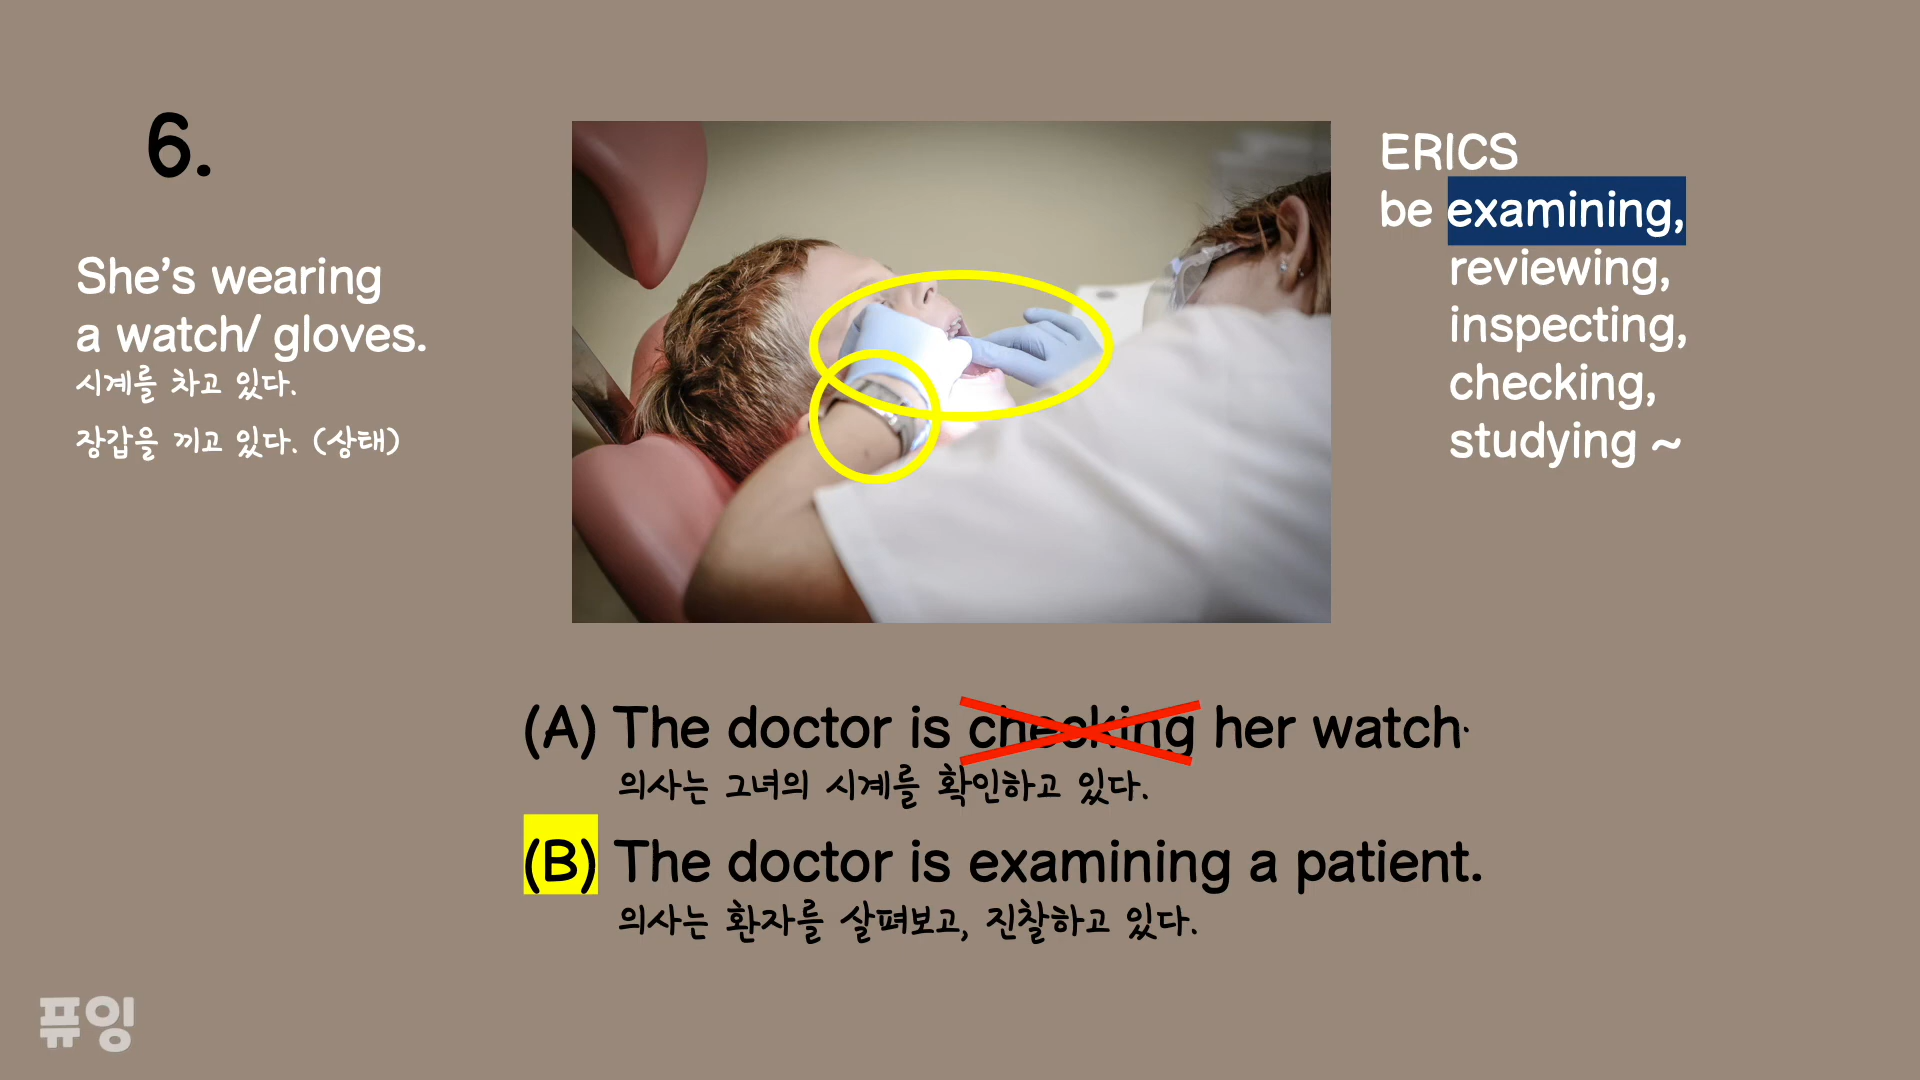 6.
She's wearing
a watch/ gloves.
시계를 차고 있다.
장갑을 끼고 있다. (상태)
ERICS
be examining,
reviewing,
inspecting,
checking,
studying ~
(A) The doctor is checking her watch.
의사는 그녀의 시계를 확인하고 있다.
(B) The doctor is examining a patient.
의사는 환자를 살펴보고, 진찰하고 있다.
퓨잉